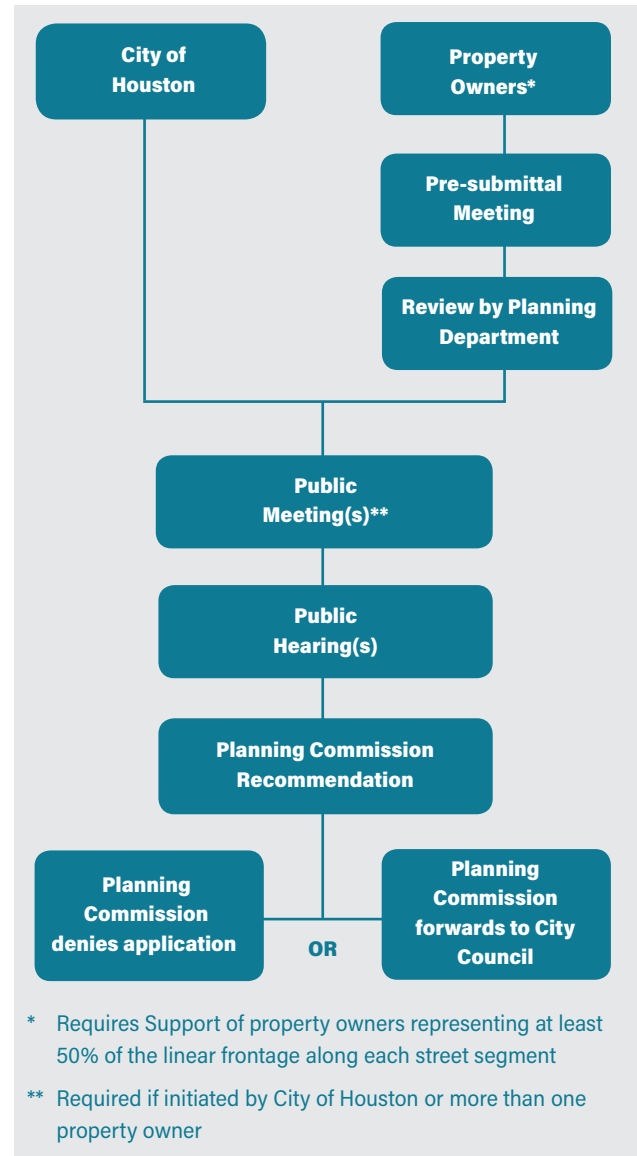 City of
Houston
Property
Owners*
Pre-submittal
Meeting
Review by Planning
Department
Public
Meeting(s)**
Public
Hearing(s)
Planning Commission
Recommendation
Planning
Commission
denies application
OR
Planning
Commission
forwards to City
Council
* Requires Support of property owners representing at least
50% of the linear frontage along each street segment
** Required if initiated by City of Houston or more than one
property owner